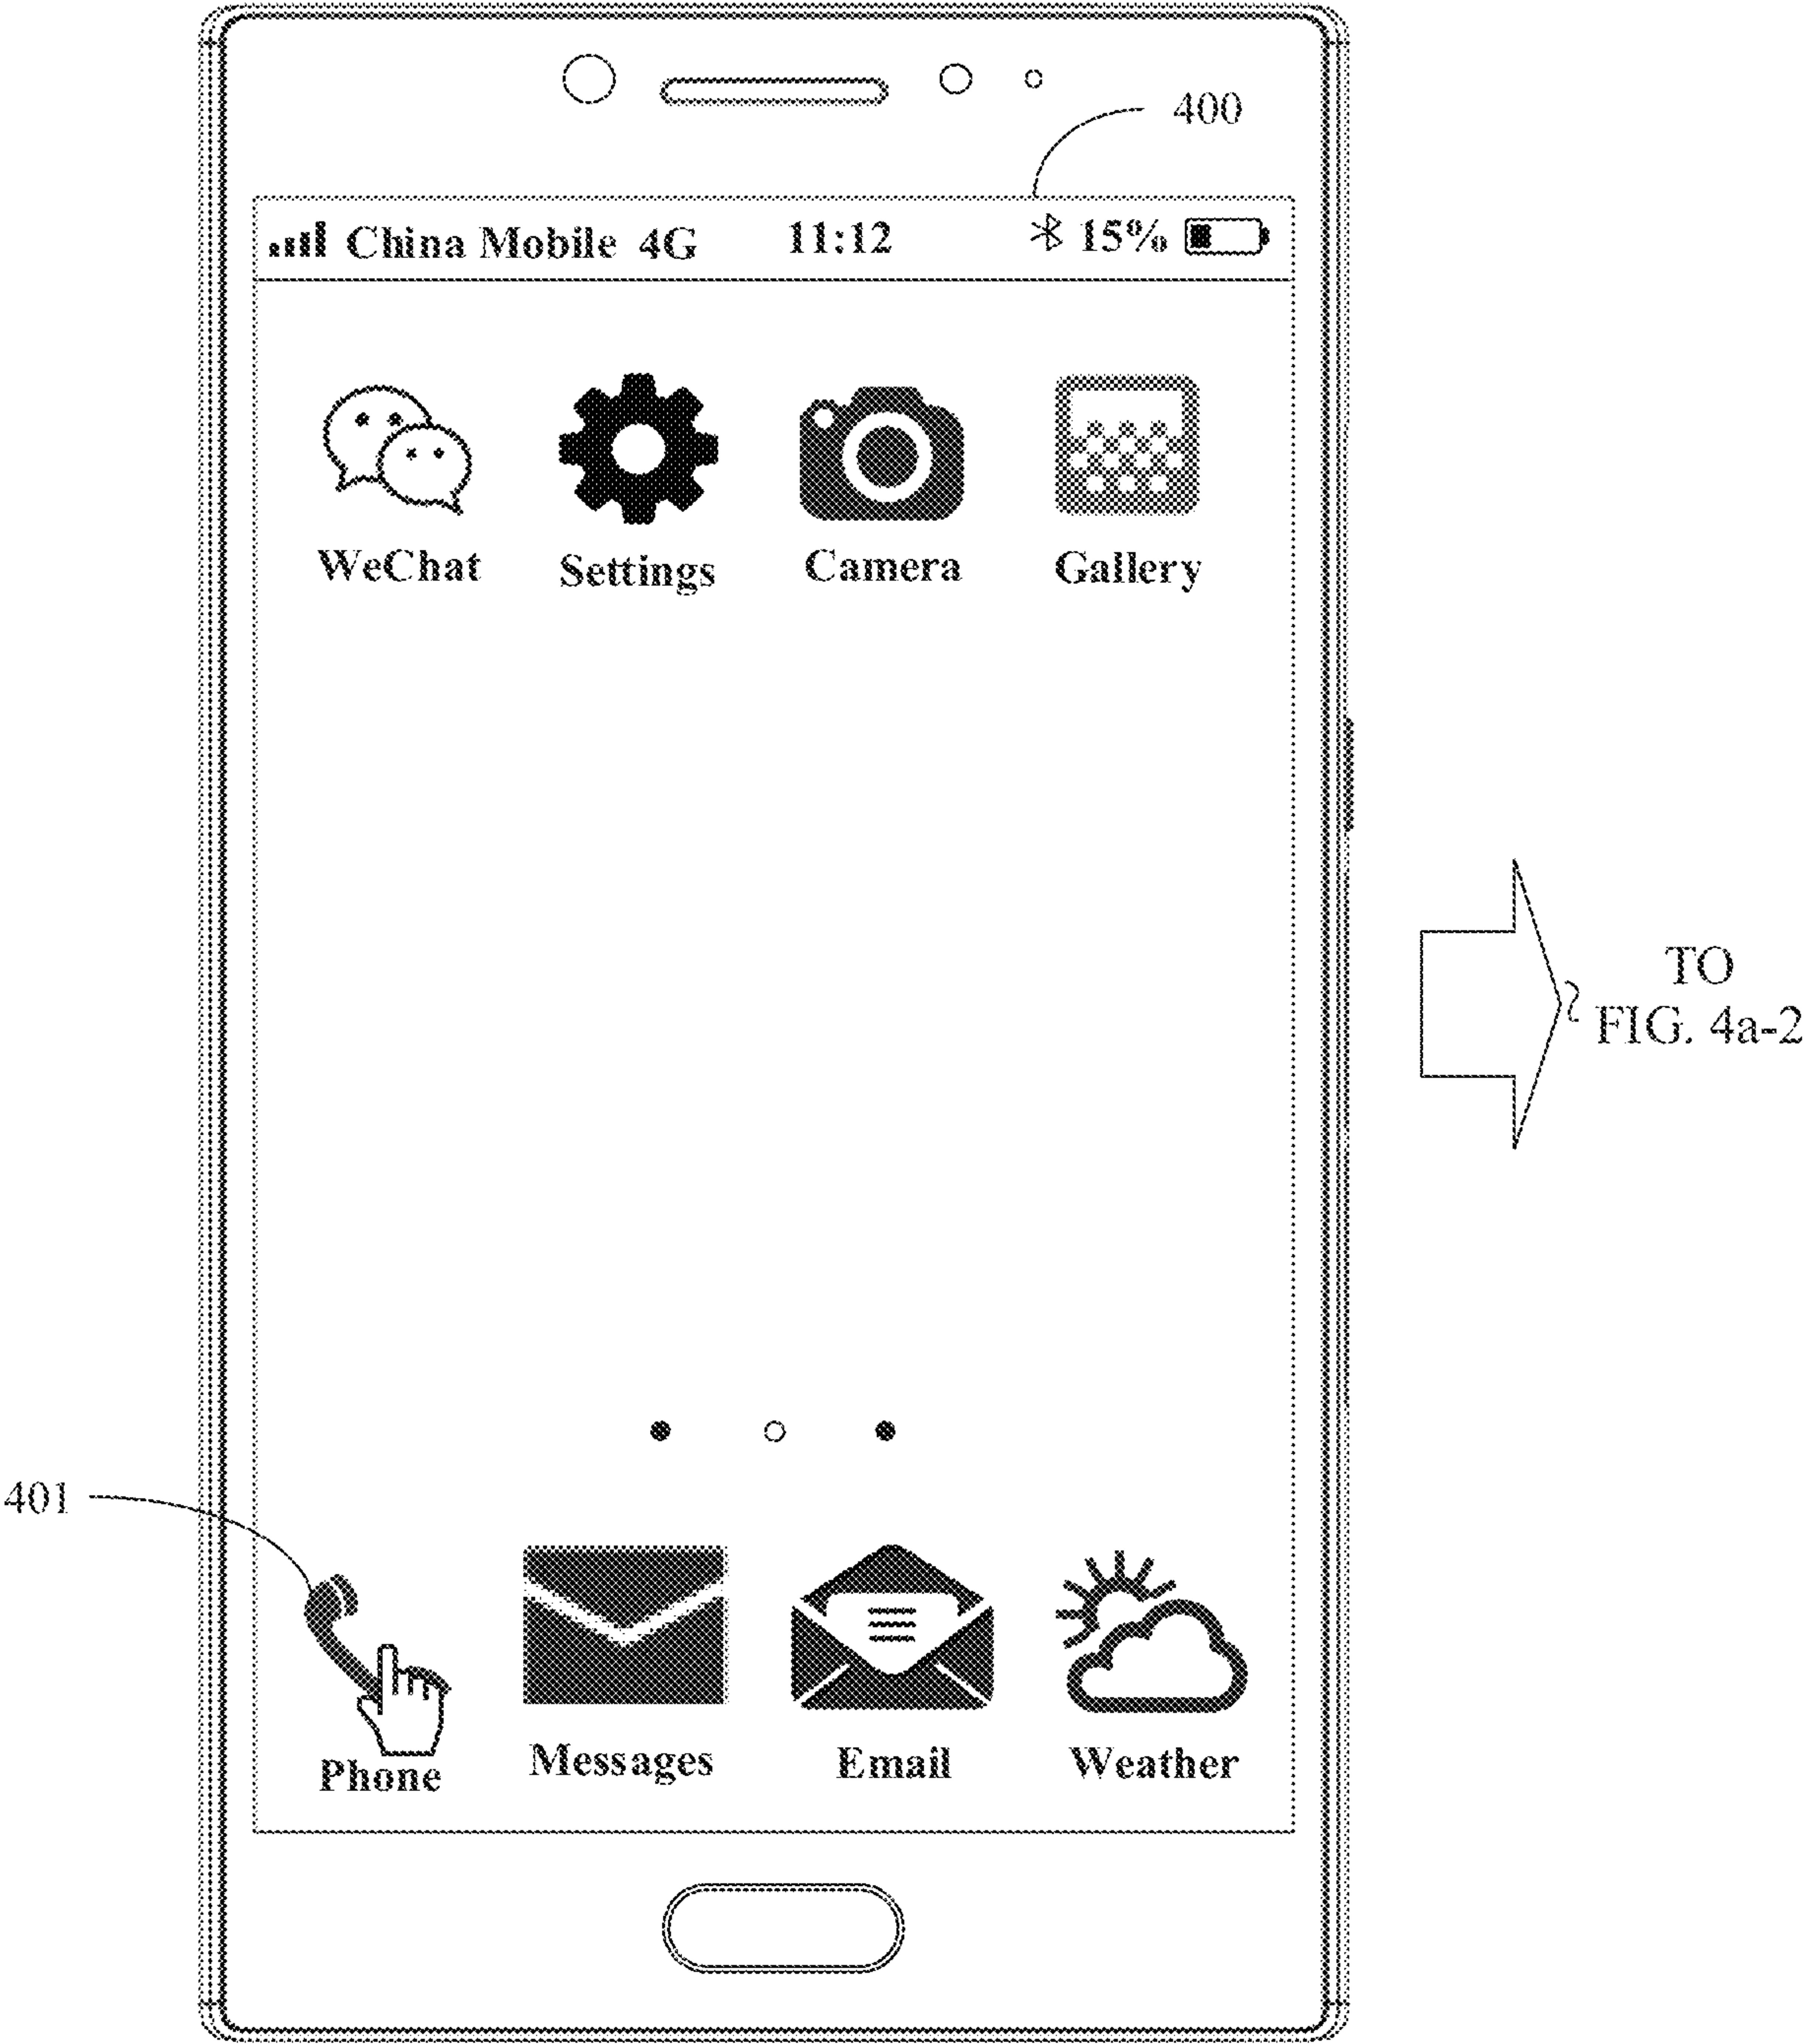 400
China Mobile 4G 11:12 15%
WeChat Settings Camera Gallery
TO
FIG. 4a-2
401
Phone Messages Email Weather